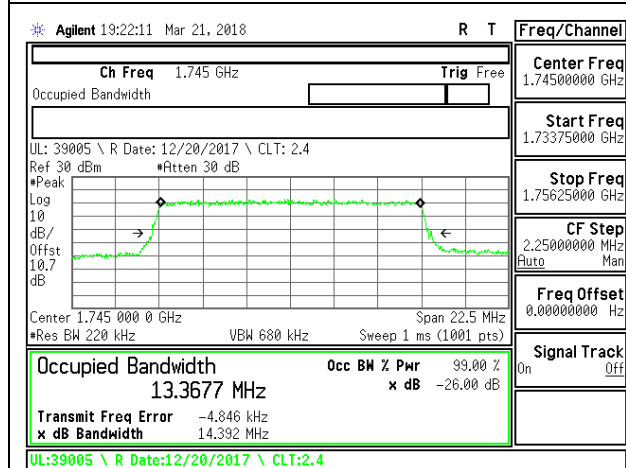 Agilent 19:22:11 Mar 21, 2018 R T
Freq/Channel
Ch Freq 1.745 GHz Trig Free
Occupied Bandwidth
Center Freq
1.74500000 GHz
Start Freq
1.73375000 GHz
UL: 39005 \ R Date: 12/20/2017 \ CLT: 2.4
Ref 30 dBm #Atten 30 dB
#Peak
Log
10
dB/
Offst
10.7
dB
Stop Freq
1.75625000 GHz
CF Step
2.25000000 MHz
Auto Man
Freq Offset
0.00000000 Hz
Center 1.745 000 0 GHz Span 22.5 MHz
#Res BW 220 kHz VBW 680 kHz Sweep 1 ms (1001 pts)
Signal Track
On Off
Occupied Bandwidth Occ BW % Pwr 99.00 %
13.3677 MHz x dB -26.00 dB
Transmit Freq Error -4.846 kHz
x dB Bandwidth 14.392 MHz
UL:39005 \ R Date:12/20/2017 \ CLT:2.4